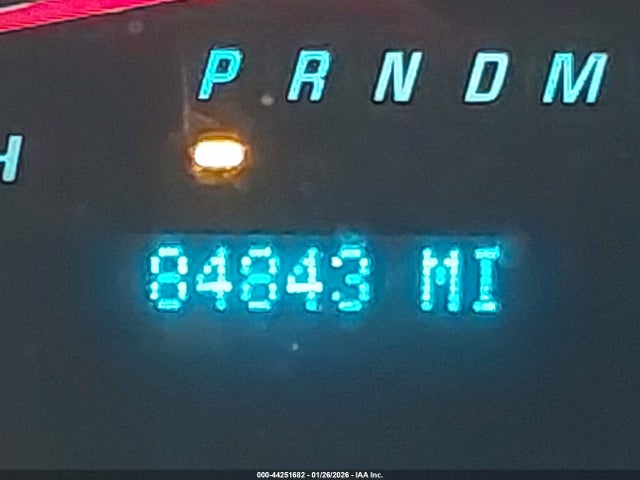 P R N D M
H
84843 MI
000-44251682 - 01/26/2026 - IAA Inc.